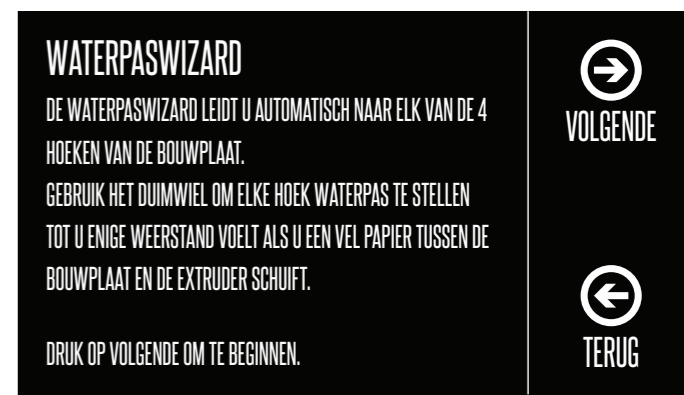 WATERPASWIZARD
DE WATERPASWIZARD LEIDT U AUTOMATISCH NAAR ELK VAN DE 4
HOEKEN VAN DE BOUWPLAAT.
GEBRUIK HET DUIMWIEL OM ELKE HOEK WATERPAS TE STELLEN
TOT U ENIGE WEERSTAND VOELT ALS U EEN VEL PAPIER TUSSEN DE
BOUWPLAAT EN DE EXTRUDER SCHUIFT.
DRUK OP VOLGENDE OM TE BEGINNEN.
VOLGENDE
TERUG